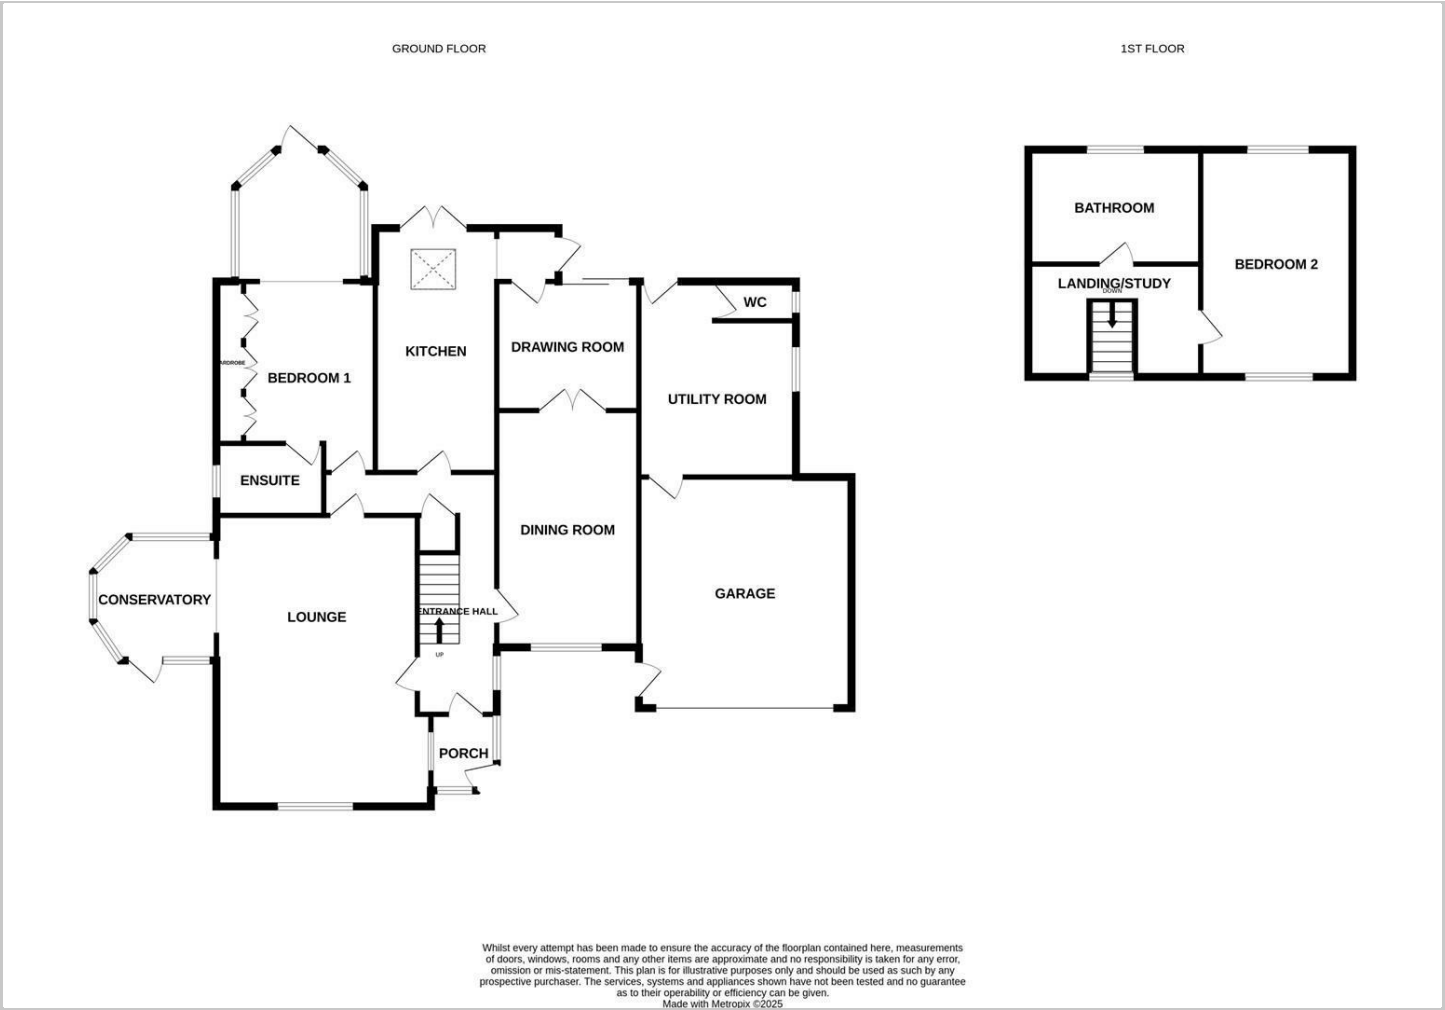 GROUND FLOOR
1ST FLOOR
BATHROOM
BEDROOM 2
LANDING/STUDY
DOWN
WC
KITCHEN
DRAWING ROOM
ARDROBE
BEDROOM 1
UTILITY ROOM
ENSUITE
DINING ROOM
CONSERVATORY
GARAGE
LOUNGE
ENTRANCE HALL
UP
PORCH
Whilst every attempt has been made to ensure the accuracy of the floorplan contained here, measurements
of doors, windows, rooms and any other items are approximate and no responsibility is taken for any error,
omission or mis-statement. This plan is for illustrative purposes only and should be used as such by any
prospective purchaser. The services, systems and appliances shown have not been tested and no guarantee
as to their operability or efficiency can be given.
Made with Metropix ©2025